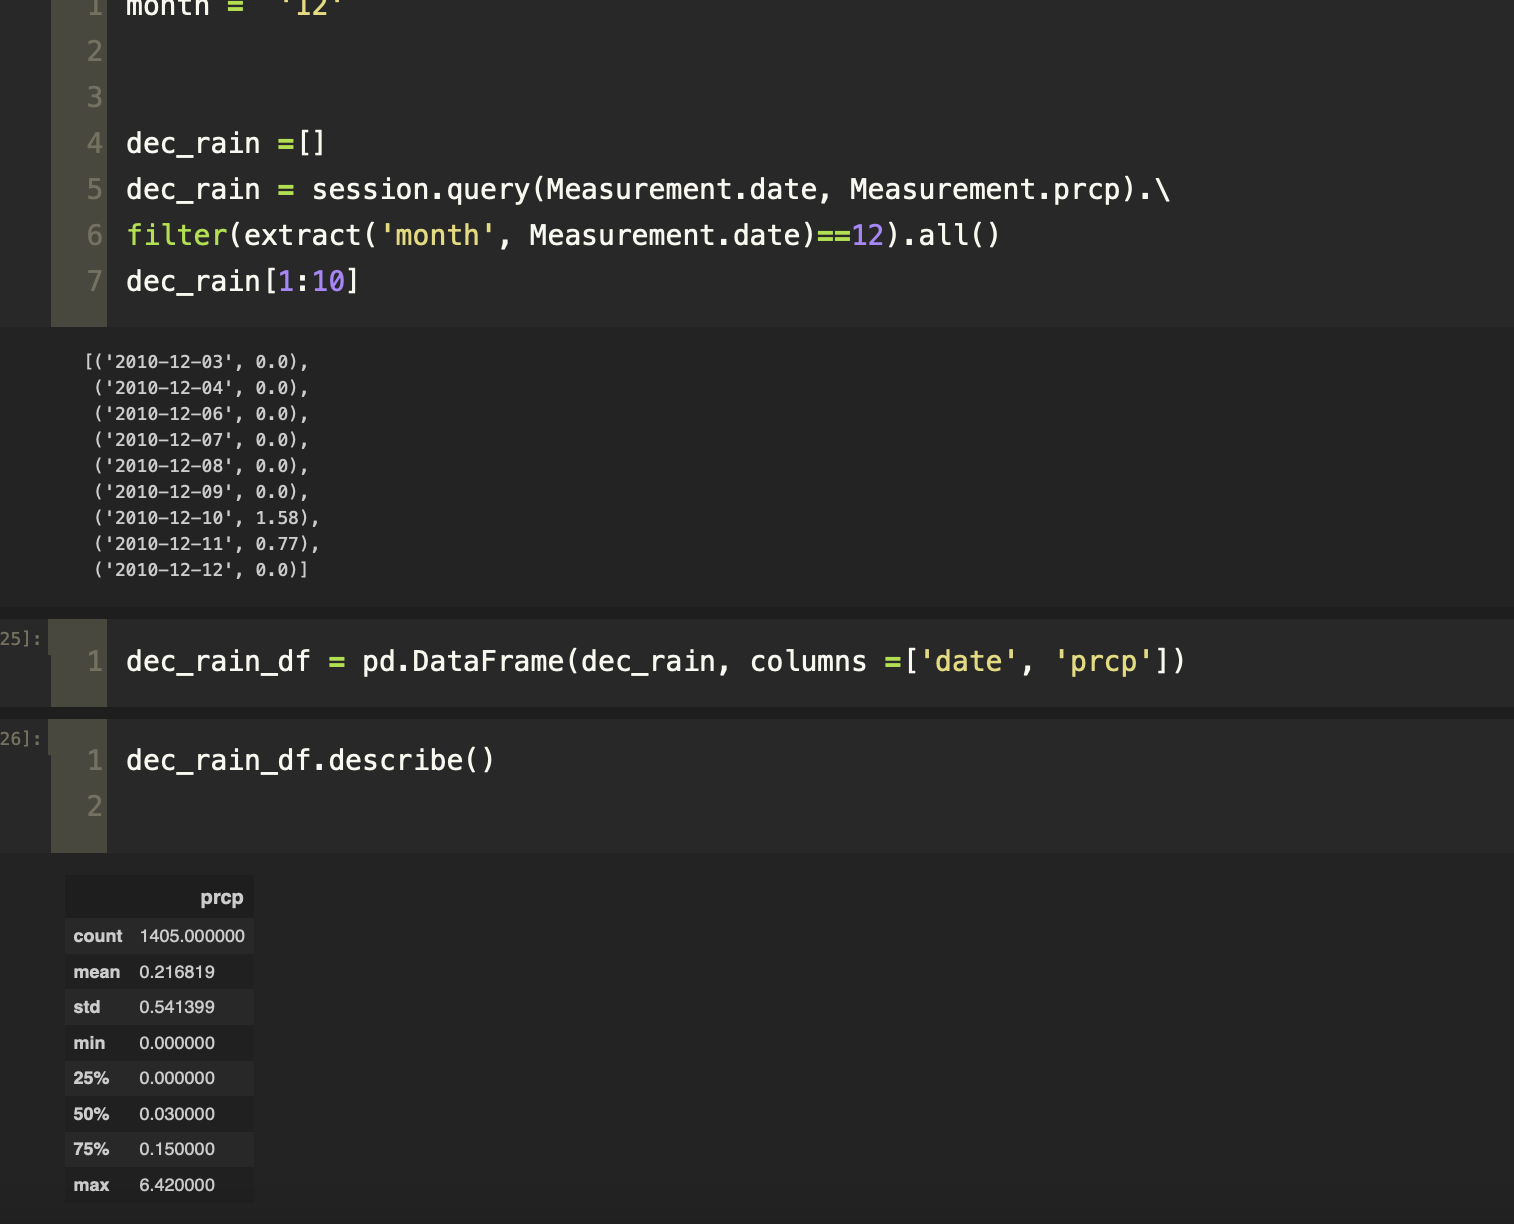 1 month = '12'
2
3
4 dec_rain =[]
5 dec_rain = session.query(Measurement.date, Measurement.prcp).\
6 filter(extract('month', Measurement.date)==12).all()
7 dec_rain[1:10]
[('2010-12-03', 0.0),
('2010-12-04', 0.0),
('2010-12-06', 0.0),
('2010-12-07', 0.0),
('2010-12-08', 0.0),
('2010-12-09', 0.0),
('2010-12-10', 1.58),
('2010-12-11', 0.77),
('2010-12-12', 0.0)]
25]:
1 dec_rain_df = pd.DataFrame(dec_rain, columns =['date', 'prcp'])
26]:
1 dec_rain_df.describe()
2
prcp
count 1405.000000
mean 0.216819
std 0.541399
min 0.000000
25% 0.000000
50% 0.030000
75% 0.150000
max 6.420000